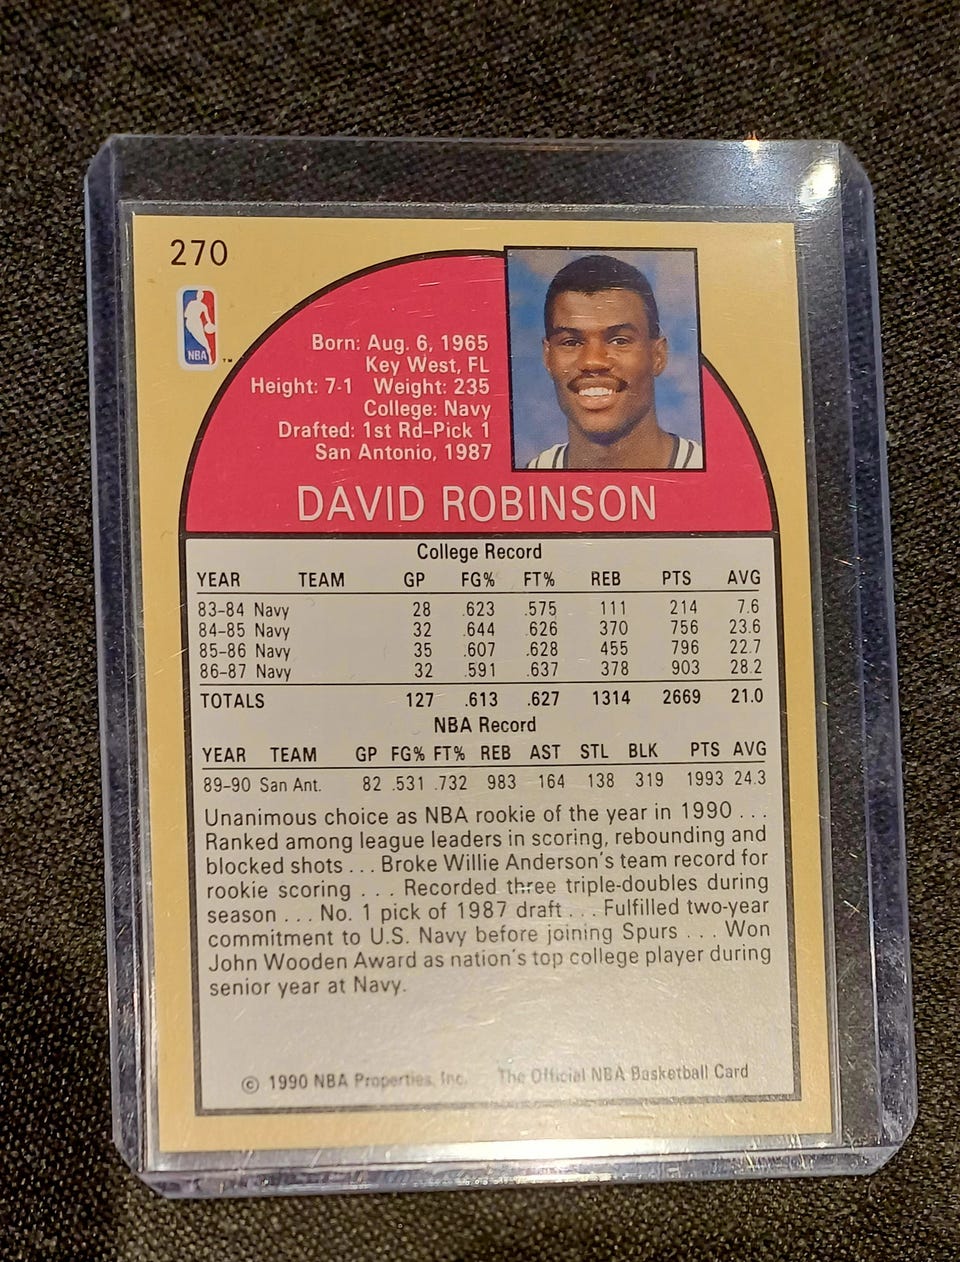 270
NBA
™
Born: Aug. 6, 1965
Key West, FL
Height: 7-1 Weight: 235
College: Navy
Drafted: 1st Rd–Pick 1
San Antonio, 1987
DAVID ROBINSON
College Record
YEAR TEAM GP FG% FT% REB PTS AVG
83-84 Navy 28 .623 .575 111 214 7.6
84-85 Navy 32 .644 .626 370 756 23.6
85-86 Navy 35 .607 .628 455 796 22.7
86-87 Navy 32 .591 .637 378 903 28.2
TOTALS 127 .613 .627 1314 2669 21.0
NBA Record
YEAR TEAM GP FG% FT% REB AST STL BLK PTS AVG
89-90 San Ant. 82 .531 .732 983 164 138 319 1993 24.3
Unanimous choice as NBA rookie of the year in 1990 . . .
Ranked among league leaders in scoring, rebounding and
blocked shots . . . Broke Willie Anderson's team record for
rookie scoring . . . Recorded three triple-doubles during
season . . . No. 1 pick of 1987 draft . . . Fulfilled two-year
commitment to U.S. Navy before joining Spurs . . . Won
John Wooden Award as nation's top college player during
senior year at Navy.
© 1990 NBA Properties, Inc. The Official NBA Basketball Card